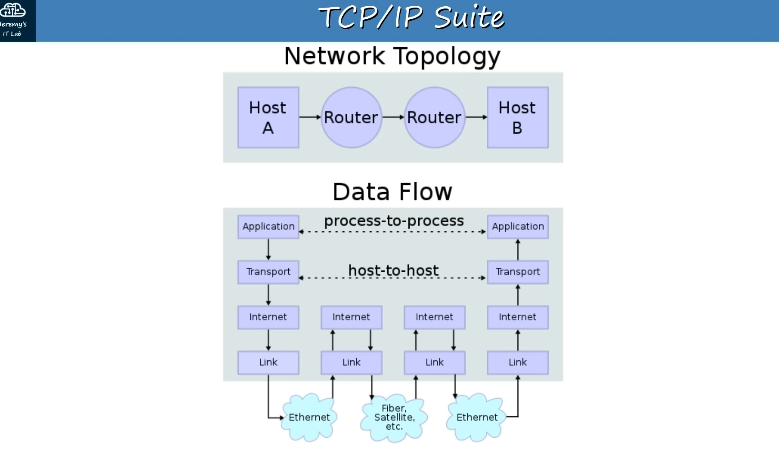 Jeremy's
IT Lab
TCP/IP Suite
Network Topology
Host
A
Router
Router
Host
B
Data Flow
Application
process-to-process
Application
Transport
host-to-host
Transport
Internet
Internet
Internet
Internet
Link
Link
Link
Link
Ethernet
Fiber,
Satellite,
etc.
Ethernet